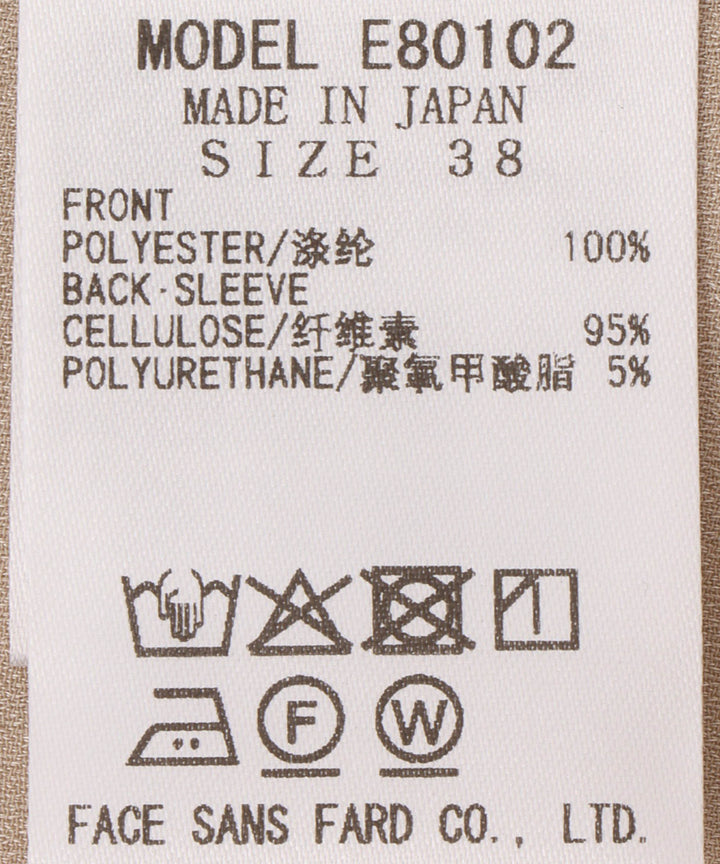 MODEL E80102
MADE IN JAPAN
SIZE 38
FRONT
POLYESTER/涤纶 100%
BACK·SLEEVE
CELLULOSE/纤维素 95%
POLYURETHANE/聚氧甲酸脂 5%
F W
FACE SANS FARD CO., LTD.